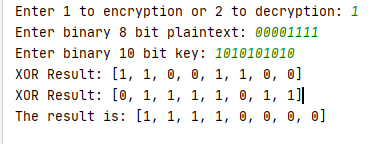 Enter 1 to encryption or 2 to decryption: 1
Enter binary 8 bit plaintext: 00001111
Enter binary 10 bit key: 1010101010
XOR Result: [1, 1, 0, 0, 1, 1, 0, 0]
XOR Result: [0, 1, 1, 1, 1, 0, 1, 1]
The result is: [1, 1, 1, 1, 0, 0, 0, 0]